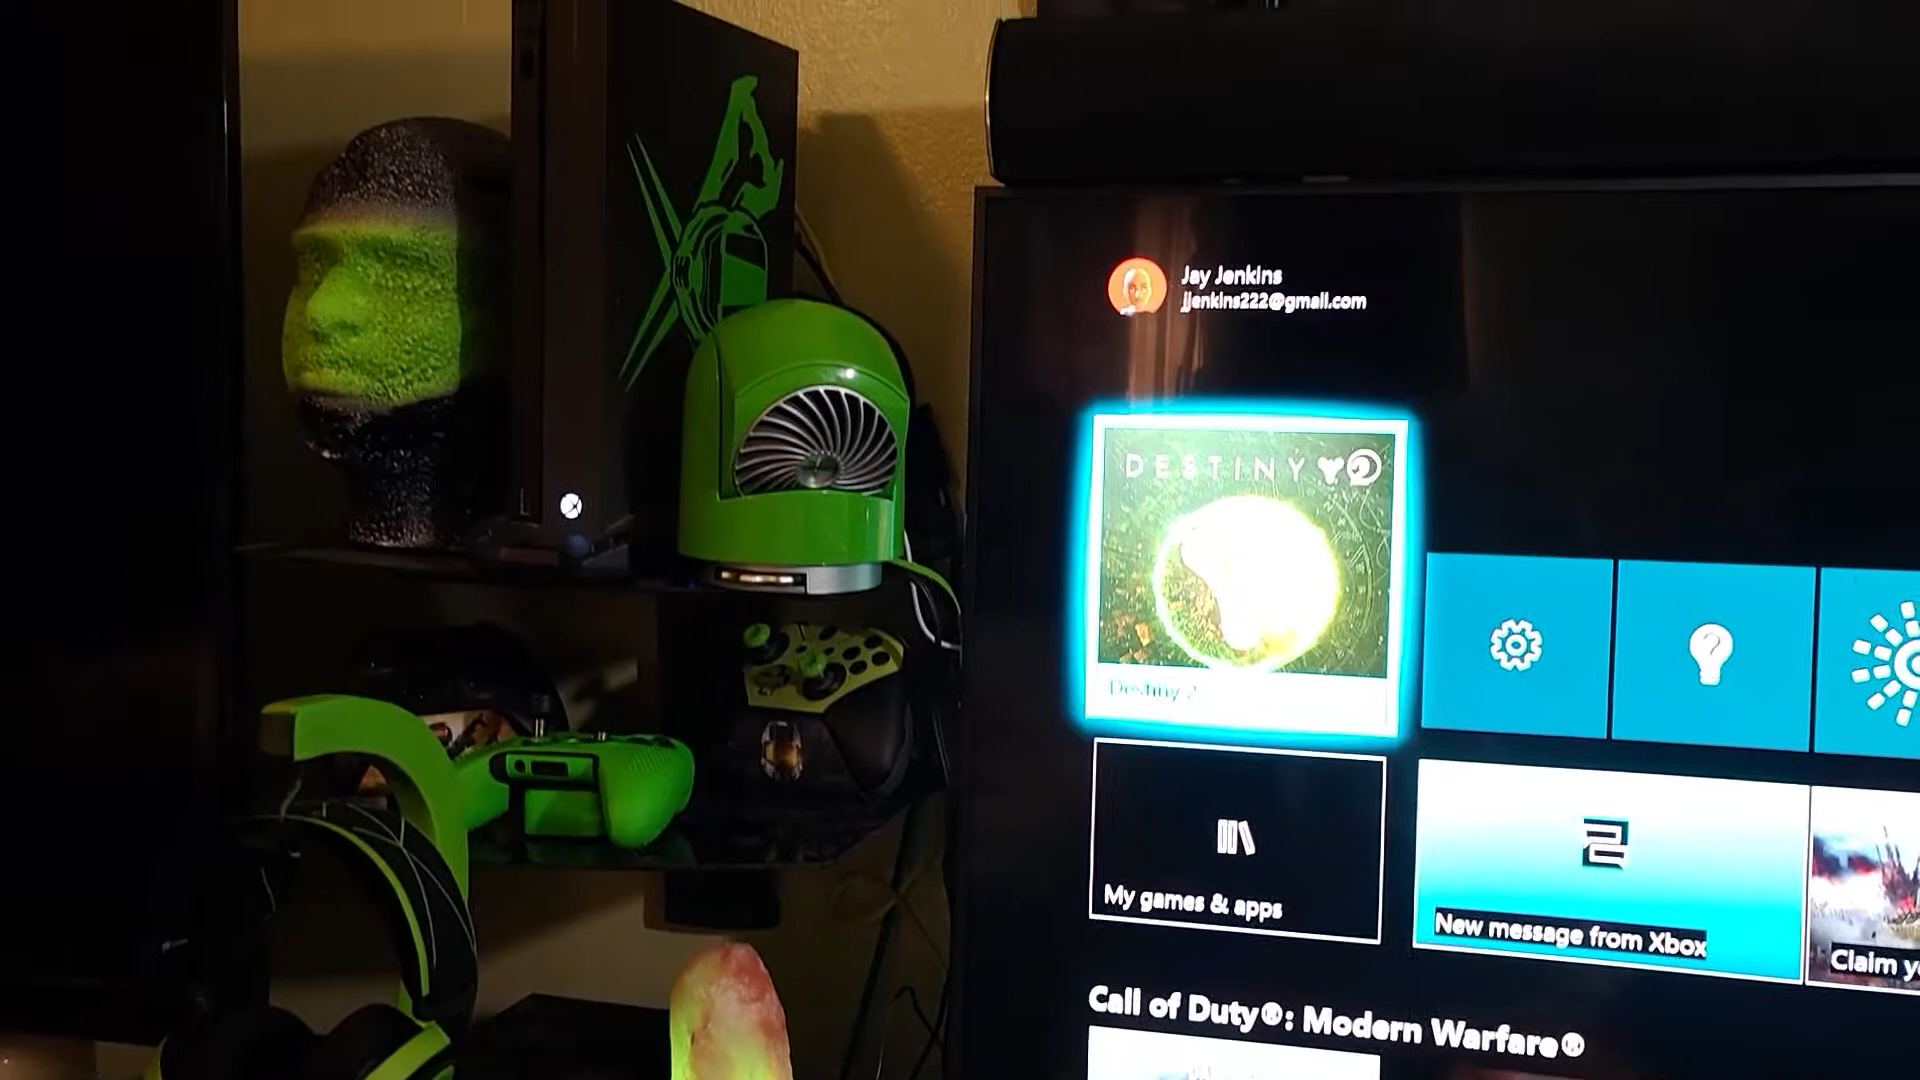 Jay Jenkins
jjenkins222@gmail.com
DESTINY
Destiny 2
My games & apps
New message from Xbox
Claim
Call of Duty®: Modern Warfare®